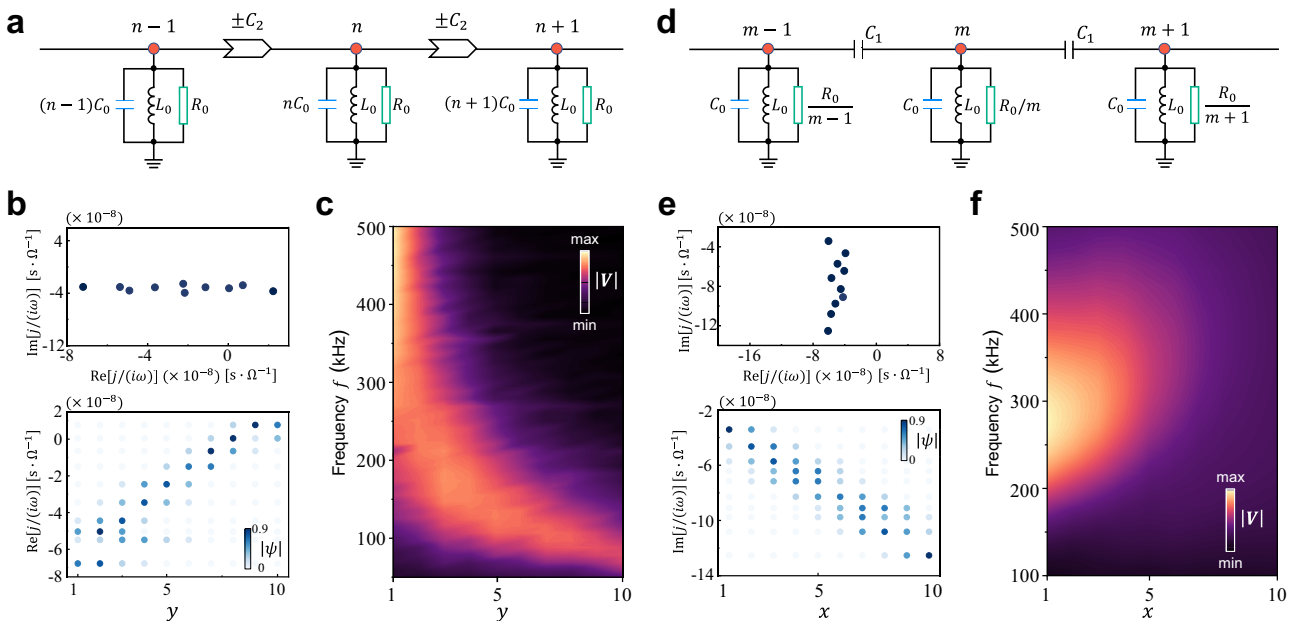 a
n − 1
±C₂
n
±C₂
n + 1
(n − 1)C₀
L₀
R₀
nC₀
L₀
R₀
(n + 1)C₀
L₀
R₀
d
m − 1
C₁
m
C₁
m + 1
C₀
L₀
R₀
m − 1
C₀
L₀
R₀/m
C₀
L₀
R₀
m + 1
b
(× 10⁻⁸)
Im[j/(iω)] [s · Ω⁻¹]
4
-4
-12
-8
-4
0
Re[j/(iω)] (× 10⁻⁸) [s · Ω⁻¹]
(× 10⁻⁸)
Re[j/(iω)] [s · Ω⁻¹]
2
0
-2
-4
-6
-8
0.9
|ψ|
0
1
5
10
y
c
Frequency f (kHz)
500
400
300
200
100
max
|V|
min
1
5
10
y
e
(× 10⁻⁸)
Im[j/(iω)] [s · Ω⁻¹]
-4
-8
-12
-16
-8
0
8
Re[j/(iω)] (× 10⁻⁸) [s · Ω⁻¹]
(× 10⁻⁸)
Im[j/(iω)] [s · Ω⁻¹]
-2
-6
-10
-14
0.9
|ψ|
0
1
5
10
x
f
Frequency f (kHz)
500
400
300
200
100
max
|V|
min
1
5
10
x